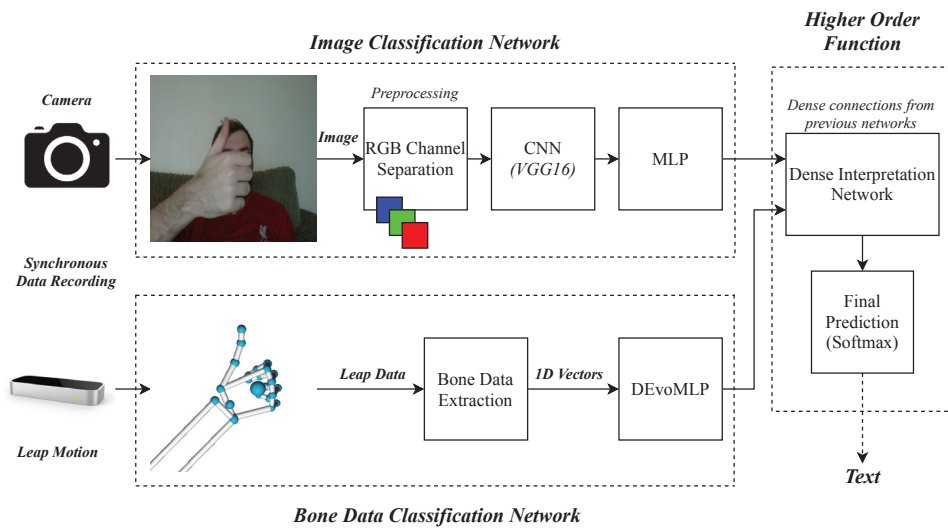 Image Classification Network
Higher Order
Function
Camera
Preprocessing
Image
RGB Channel
Separation
CNN
(VGG16)
MLP
Dense connections from
previous networks
Dense Interpretation
Network
Synchronous
Data Recording
Final
Prediction
(Softmax)
Leap Data
Bone Data
Extraction
1D Vectors
DEvoMLP
Leap Motion
Text
Bone Data Classification Network